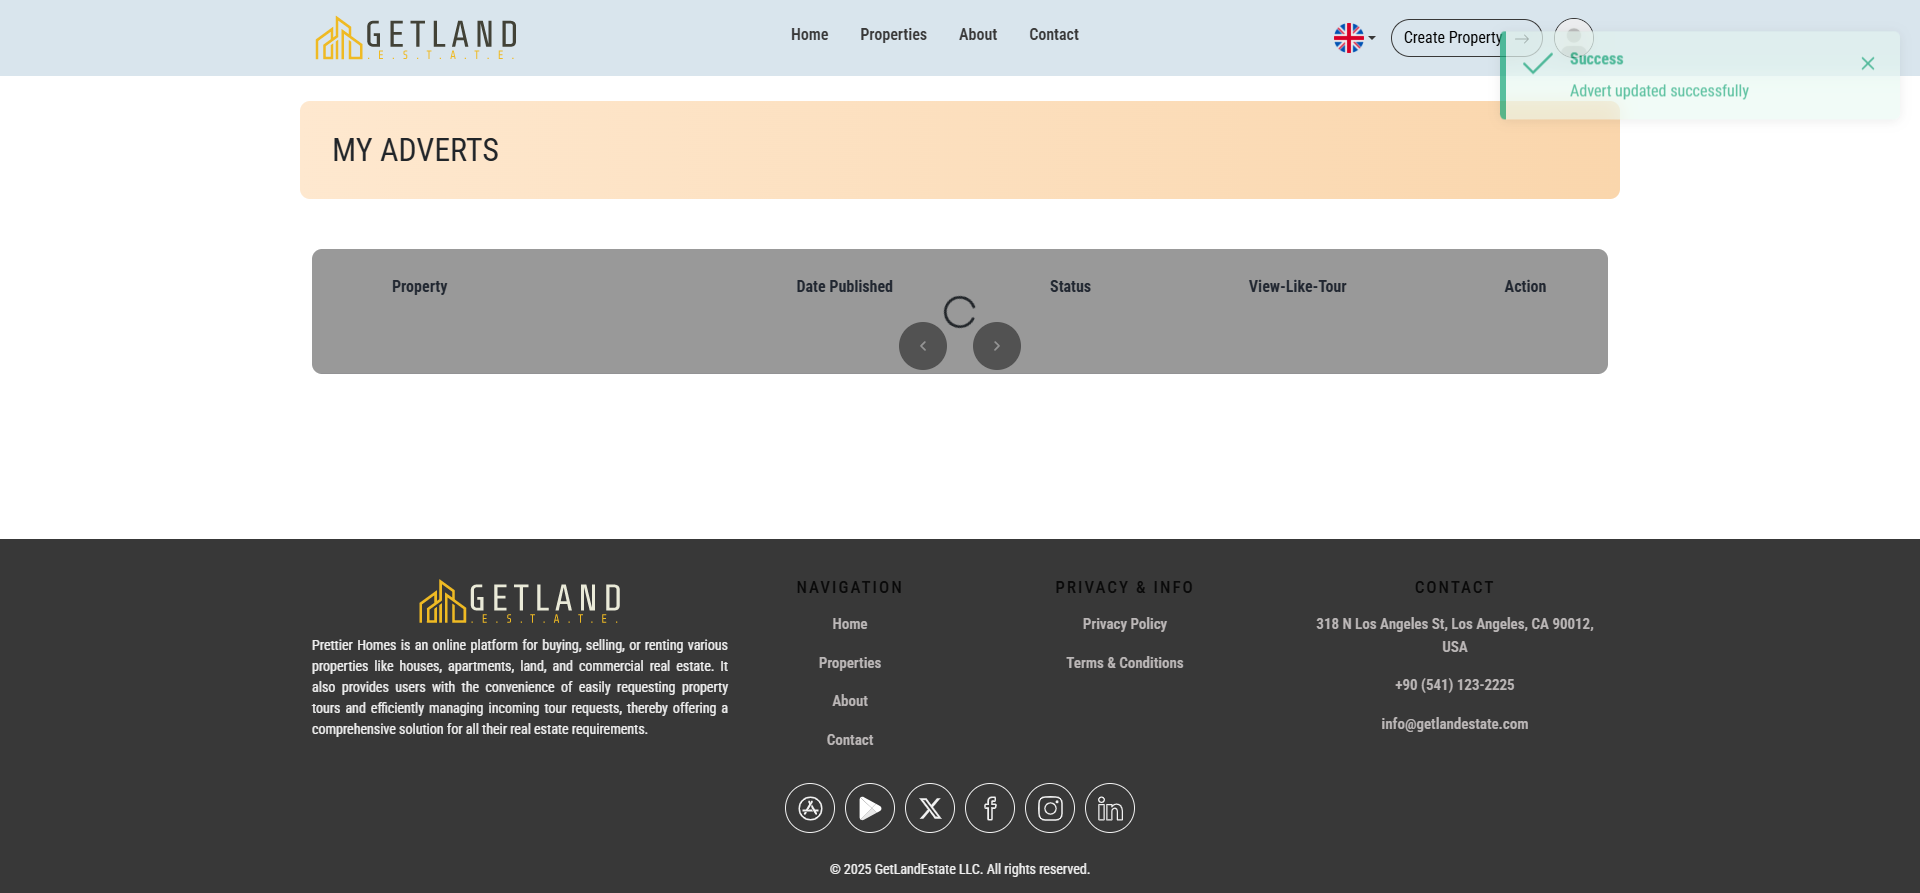 GETLAND
.E.S.T.A.T.E.
Home Properties About Contact
Create Property
Success
Advert updated successfully
MY ADVERTS
Property Date Published Status View-Like-Tour Action
GETLAND
.E.S.T.A.T.E.
Prettier Homes is an online platform for buying, selling, or renting various
properties like houses, apartments, land, and commercial real estate. It
also provides users with the convenience of easily requesting property
tours and efficiently managing incoming tour requests, thereby offering a
comprehensive solution for all their real estate requirements.
NAVIGATION
Home
Properties
About
Contact
PRIVACY & INFO
Privacy Policy
Terms & Conditions
CONTACT
318 N Los Angeles St, Los Angeles, CA 90012,
USA
+90 (541) 123-2225
info@getlandestate.com
© 2025 GetLandEstate LLC. All rights reserved.